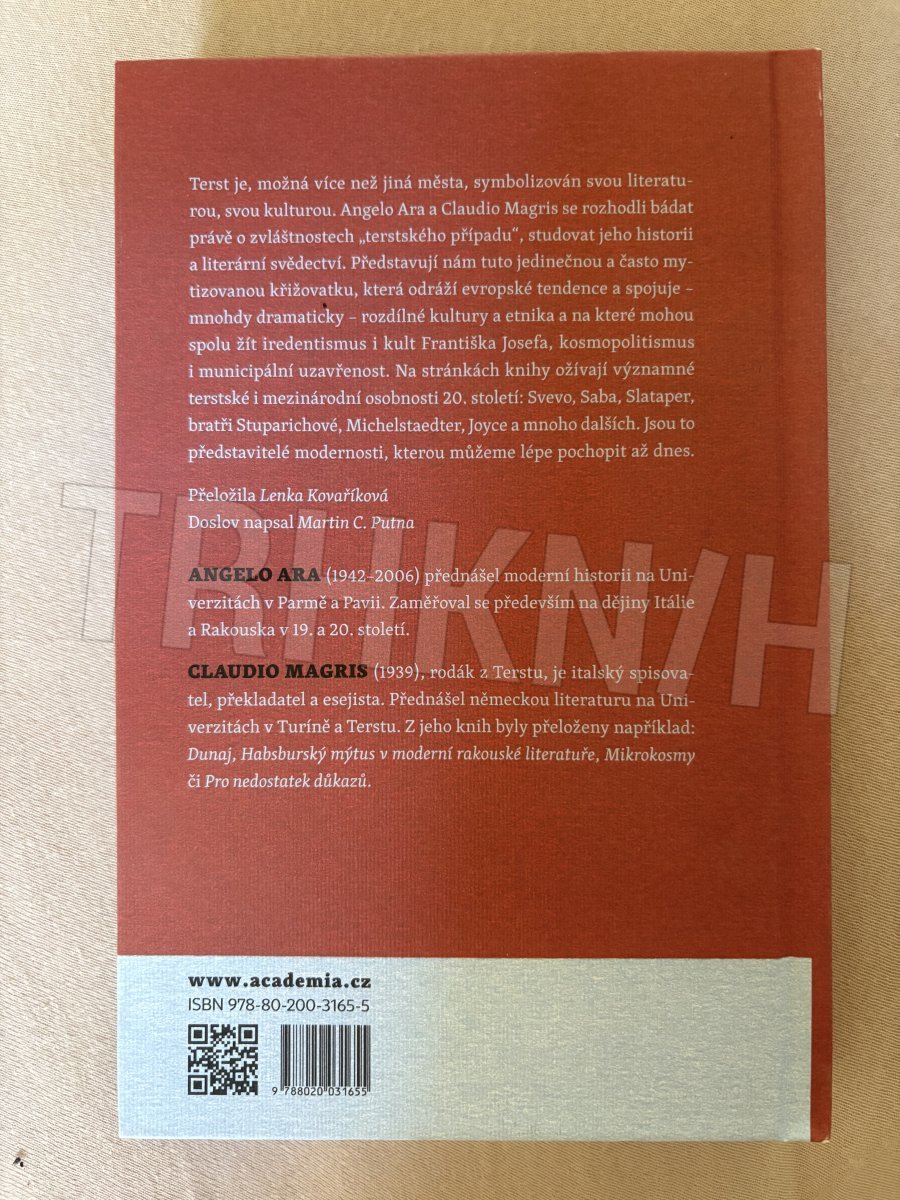 Terst je, možná více než jiná města, symbolizován svou literatu-
rou, svou kulturou. Angelo Ara a Claudio Magris se rozhodli bádat
právě o zvláštnostech „terstského případu“, studovat jeho historii
a literární svědectví. Představují nám tuto jedinečnou a často my-
tizovanou křižovatku, která odráží evropské tendence a spojuje –
mnohdy dramaticky – rozdílné kultury a etnika a na které mohou
spolu žít iredentismus i kult Františka Josefa, kosmopolitismus
i municipální uzavřenost. Na stránkách knihy ožívají významné
terstské i mezinárodní osobnosti 20. století: Svevo, Saba, Slataper,
bratři Stuparichové, Michelstaedter, Joyce a mnoho dalších. Jsou to
představitelé modernosti, kterou můžeme lépe pochopit až dnes.
Přeložila Lenka Kovaříková
Doslov napsal Martin C. Putna
TRHKNIH
ANGELO ARA (1942–2006) přednášel moderní historii na Uni-
verzitách v Parmě a Pavii. Zaměřoval se především na dějiny Itálie
a Rakouska v 19. a 20. století.
CLAUDIO MAGRIS (1939), rodák z Terstu, je italský spisova-
tel, překladatel a esejista. Přednášel německou literaturu na Uni-
verzitách v Turíně a Terstu. Z jeho knih byly přeloženy například:
Dunaj, Habsburský mýtus v moderní rakouské literatuře, Mikrokosmy
či Pro nedostatek důkazů.
www.academia.cz
ISBN 978-80-200-3165-5
9 788020 031655